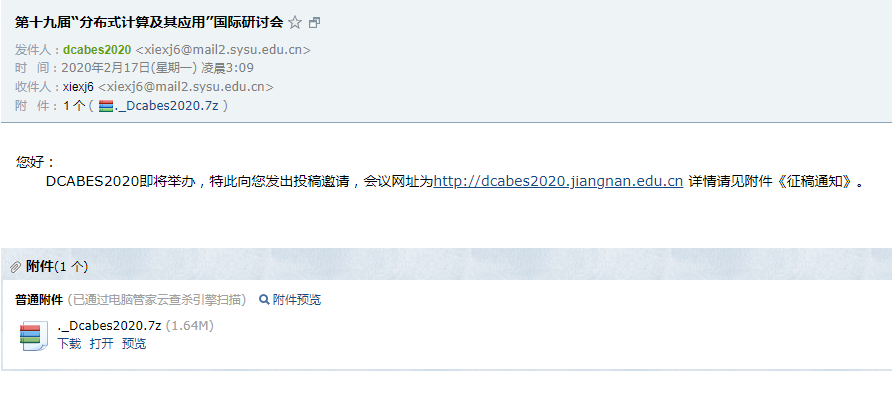 第十九届“分布式计算及其应用”国际研讨会
发件人：dcabes2020 <xiexj6@mail2.sysu.edu.cn>
时 间：2020年2月17日(星期一) 凌晨3:09
收件人：xiexj6 <xiexj6@mail2.sysu.edu.cn>
附 件：1 个 ( ._Dcabes2020.7z )
您好：
DCABES2020即将举办，特此向您发出投稿邀请，会议网址为http://dcabes2020.jiangnan.edu.cn 详情请见附件《征稿通知》。
附件(1 个)
普通附件 (已通过电脑管家云查杀引擎扫描) 附件预览
._Dcabes2020.7z (1.64M)
下载 打开 预览